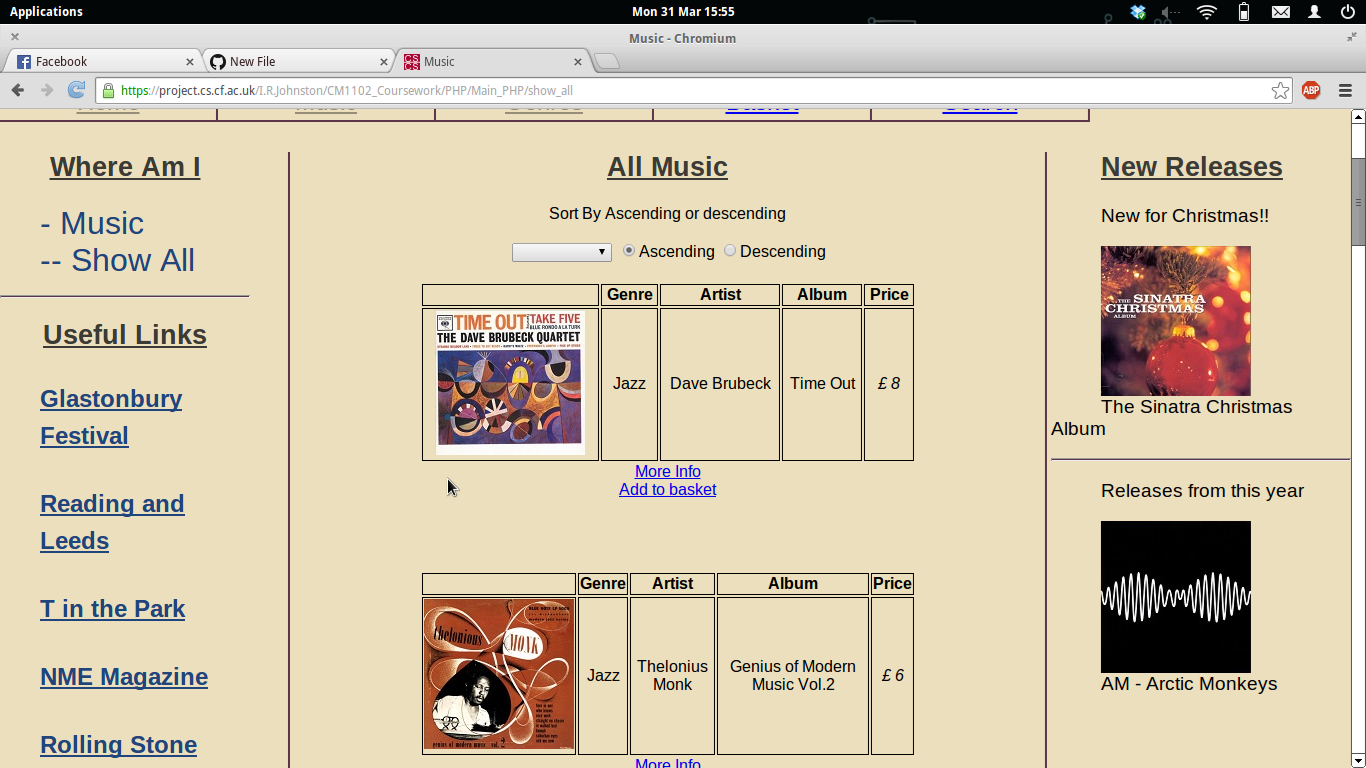 Applications
Mon 31 Mar 15:55
Music - Chromium
Facebook
New File
Music
https://project.cs.cf.ac.uk/I.R.Johnston/CM1102_Coursework/PHP/Main_PHP/show_all
ABP
Home Music Genres Basket Search
Where Am I
- Music
-- Show All
Useful Links
Glastonbury
Festival
Reading and
Leeds
T in the Park
NME Magazine
Rolling Stone
All Music
Sort By Ascending or descending
Ascending Descending
Genre Artist Album Price
TIME OUT TAKE FIVE
BLUE RONDO A LA TURK
THE DAVE BRUBECK QUARTET
Jazz Dave Brubeck Time Out £ 8
More Info
Add to basket
Genre Artist Album Price
thelonious
MONK
genius of modern music vol. 2
Jazz Thelonius Monk Genius of Modern Music Vol.2 £ 6
More Info
New Releases
New for Christmas!!
THE SINATRA
CHRISTMAS
ALBUM
The Sinatra Christmas
Album
Releases from this year
AM - Arctic Monkeys